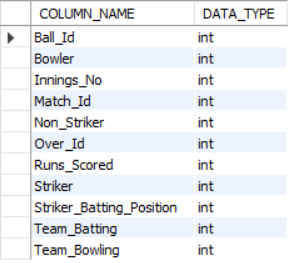 COLUMN_NAME DATA_TYPE
Ball_Id int
Bowler int
Innings_No int
Match_Id int
Non_Striker int
Over_Id int
Runs_Scored int
Striker int
Striker_Batting_Position int
Team_Batting int
Team_Bowling int